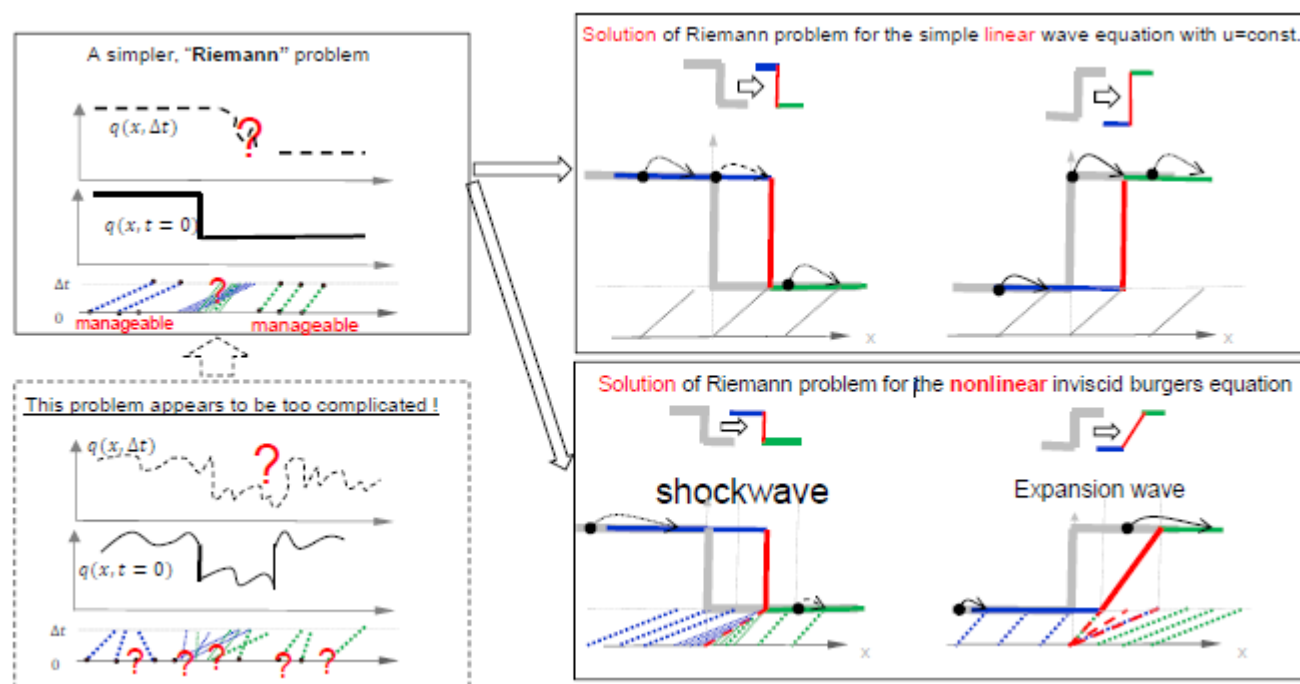 A simpler, “Riemann” problem
q(x, Δt)
?
q(x, t = 0)
Δt
?
0
manageable
manageable
This problem appears to be too complicated !
q(x, Δt)
?
q(x, t = 0)
Δt
0
?
?
?
?
?
Solution of Riemann problem for the simple linear wave equation with u=const.
x
x
Solution of Riemann problem for the nonlinear inviscid burgers equation
shockwave
Expansion wave
x
x